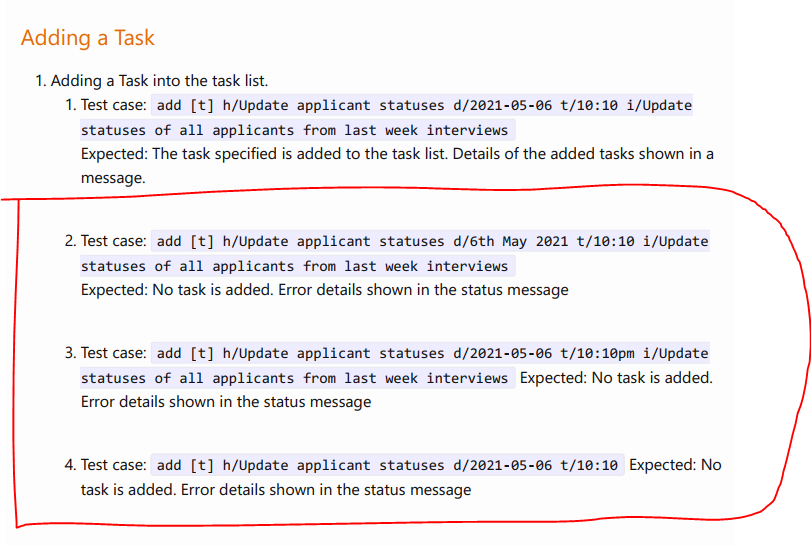 Adding a Task
1. Adding a Task into the task list.
1. Test case: add [t] h/Update applicant statuses d/2021-05-06 t/10:10 i/Update
statuses of all applicants from last week interviews
Expected: The task specified is added to the task list. Details of the added tasks shown in a
message.
2. Test case: add [t] h/Update applicant statuses d/6th May 2021 t/10:10 i/Update
statuses of all applicants from last week interviews
Expected: No task is added. Error details shown in the status message
3. Test case: add [t] h/Update applicant statuses d/2021-05-06 t/10:10pm i/Update
statuses of all applicants from last week interviews Expected: No task is added.
Error details shown in the status message
4. Test case: add [t] h/Update applicant statuses d/2021-05-06 t/10:10 Expected: No
task is added. Error details shown in the status message